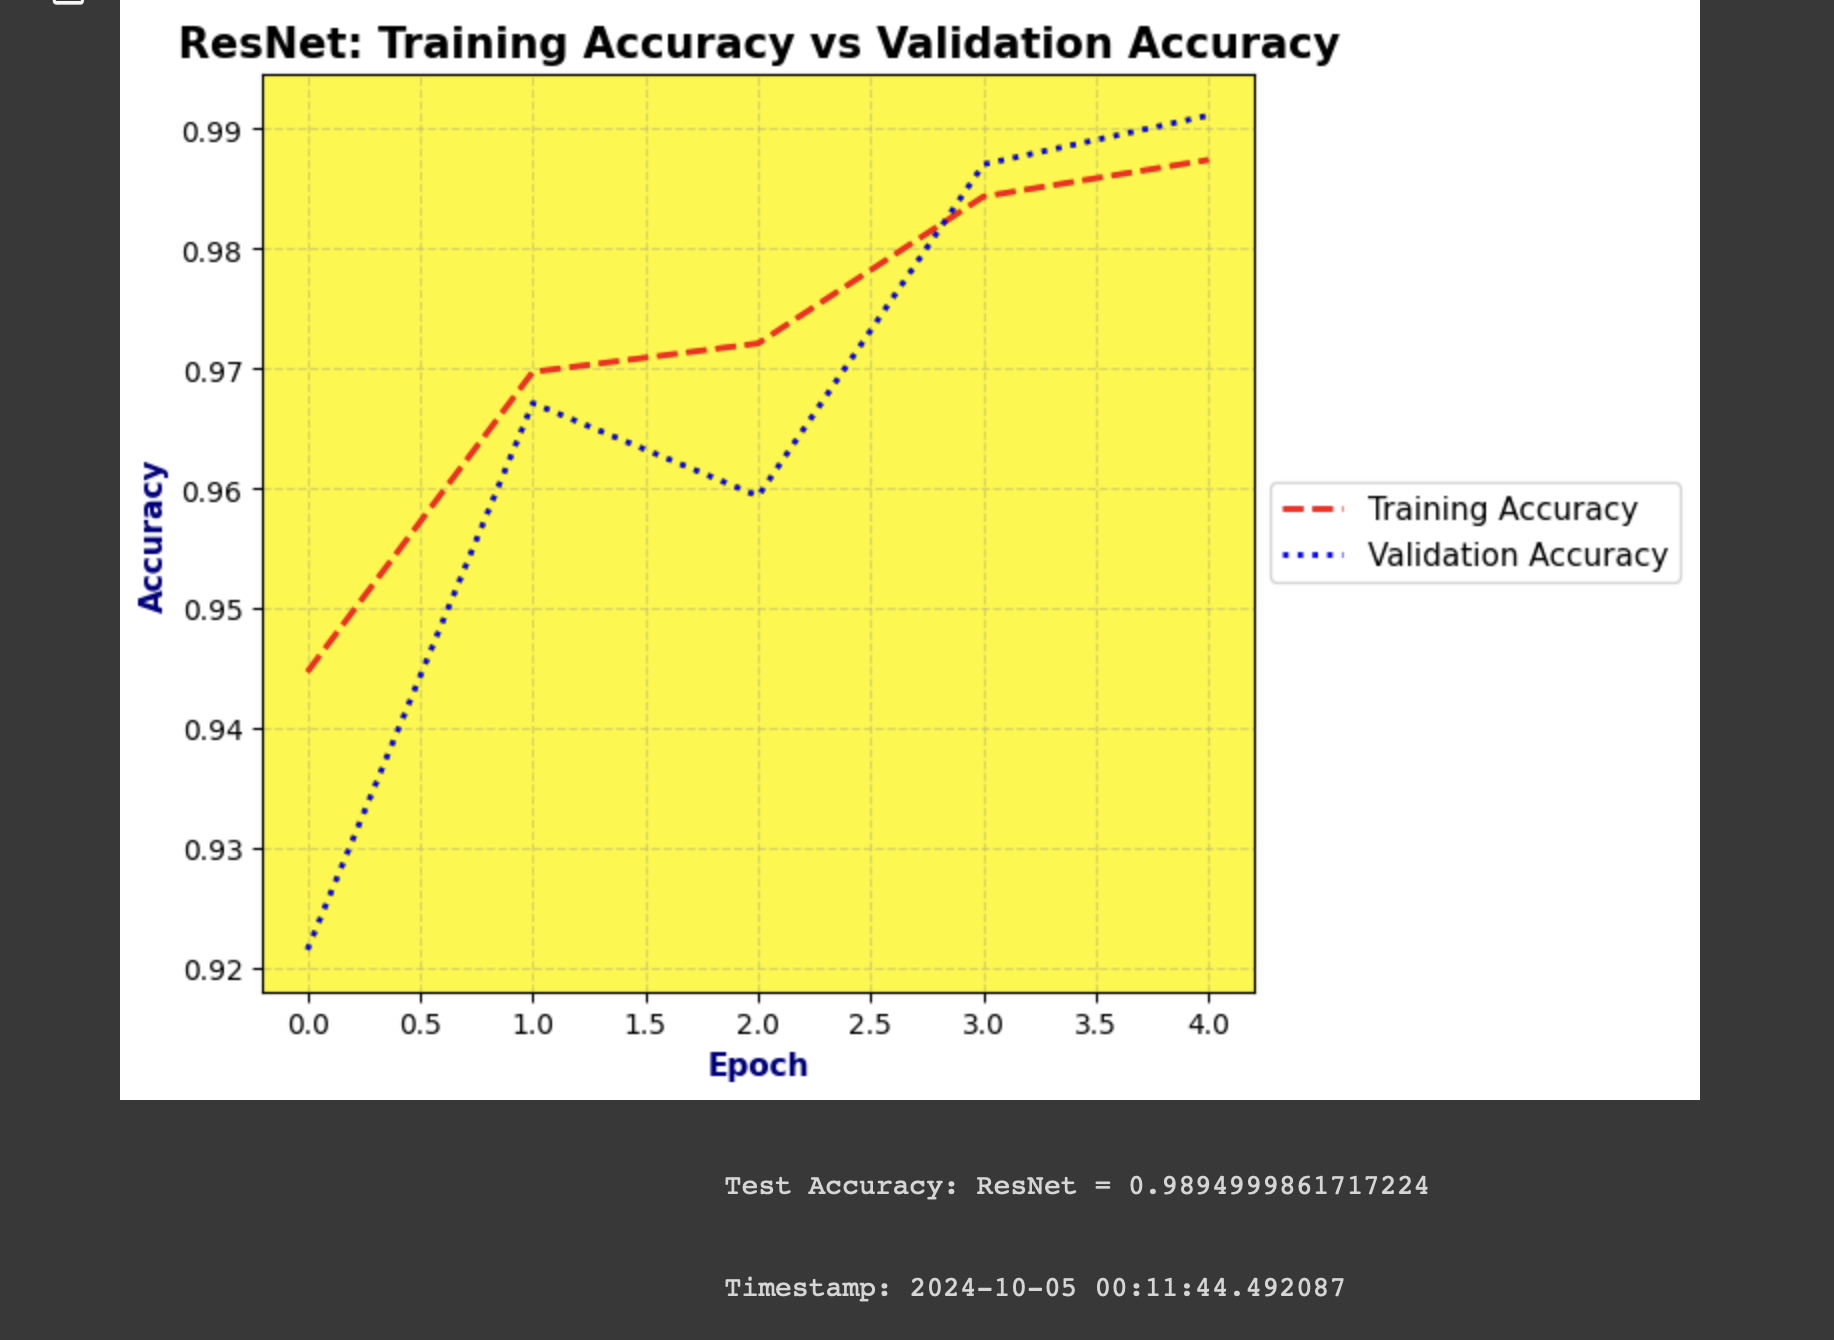 ResNet: Training Accuracy vs Validation Accuracy
0.99
0.98
0.97
0.96
0.95
0.94
0.93
0.92
Accuracy
Training Accuracy
Validation Accuracy
0.0 0.5 1.0 1.5 2.0 2.5 3.0 3.5 4.0
Epoch
Test Accuracy: ResNet = 0.9894999861717224
Timestamp: 2024-10-05 00:11:44.492087